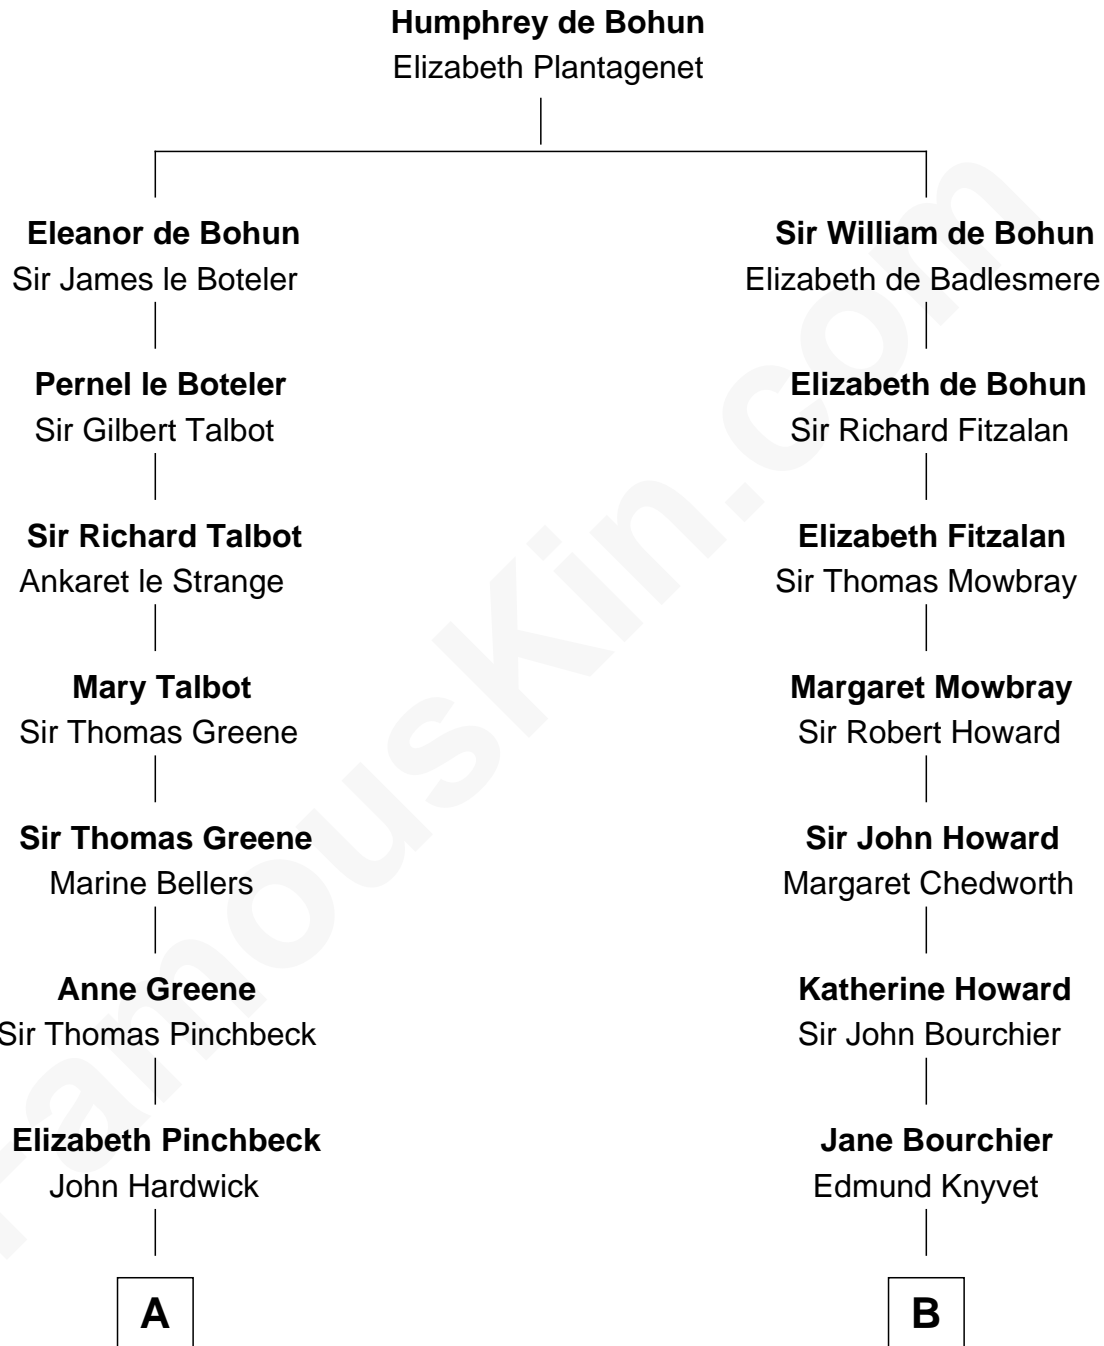 Humphrey de Bohun
Elizabeth Plantagenet
Eleanor de Bohun
Sir James le Boteler
Sir William de Bohun
Elizabeth de Badlesmere
Pernel le Boteler
Sir Gilbert Talbot
Elizabeth de Bohun
Sir Richard Fitzalan
Sir Richard Talbot
Ankaret le Strange
Elizabeth Fitzalan
Sir Thomas Mowbray
Mary Talbot
Sir Thomas Greene
Margaret Mowbray
Sir Robert Howard
Sir Thomas Greene
Marine Bellers
Sir John Howard
Margaret Chedworth
Anne Greene
Sir Thomas Pinchbeck
Katherine Howard
Sir John Bourchier
Elizabeth Pinchbeck
John Hardwick
Jane Bourchier
Edmund Knyvet
A
B
FamousKin.com